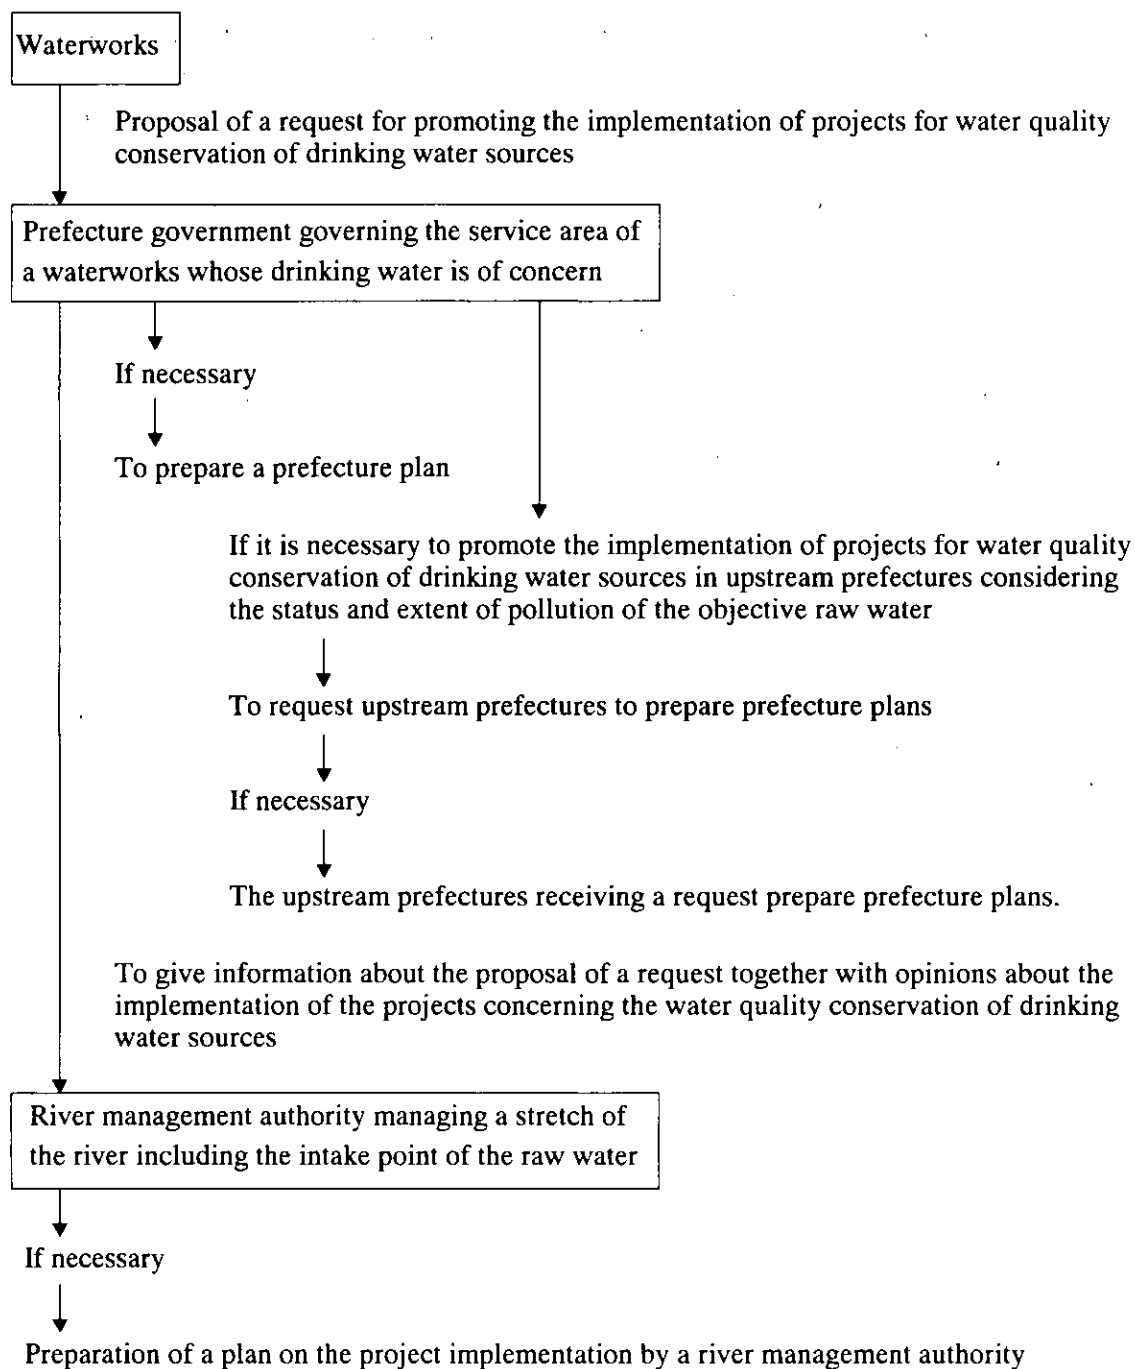 Waterworks
Proposal of a request for promoting the implementation of projects for water quality
conservation of drinking water sources
Prefecture government governing the service area of
a waterworks whose drinking water is of concern
If necessary
To prepare a prefecture plan
If it is necessary to promote the implementation of projects for water quality
conservation of drinking water sources in upstream prefectures considering
the status and extent of pollution of the objective raw water
To request upstream prefectures to prepare prefecture plans
If necessary
The upstream prefectures receiving a request prepare prefecture plans.
To give information about the proposal of a request together with opinions about the
implementation of the projects concerning the water quality conservation of drinking
water sources
River management authority managing a stretch of
the river including the intake point of the raw water
If necessary
Preparation of a plan on the project implementation by a river management authority